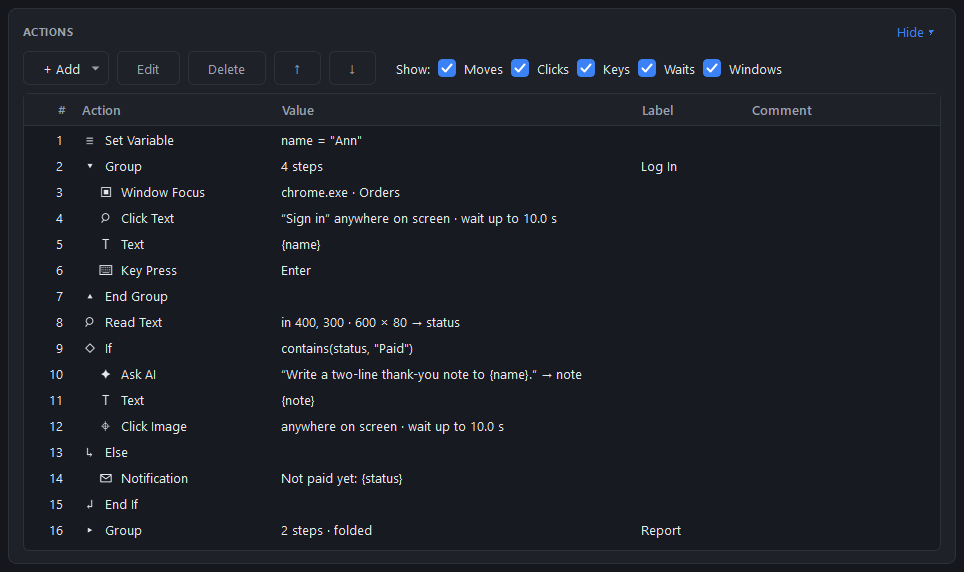 ACTIONS Hide
+ Add Edit Delete ↑ ↓ Show: Moves Clicks Keys Waits Windows
# Action Value Label Comment
1 Set Variable name = "Ann"
2 Group 4 steps Log In
3 Window Focus chrome.exe · Orders
4 Click Text “Sign in” anywhere on screen · wait up to 10.0 s
5 Text {name}
6 Key Press Enter
7 End Group
8 Read Text in 400, 300 · 600 × 80 → status
9 If contains(status, "Paid")
10 Ask AI “Write a two-line thank-you note to {name}.” → note
11 Text {note}
12 Click Image anywhere on screen · wait up to 10.0 s
13 Else
14 Notification Not paid yet: {status}
15 End If
16 Group 2 steps · folded Report